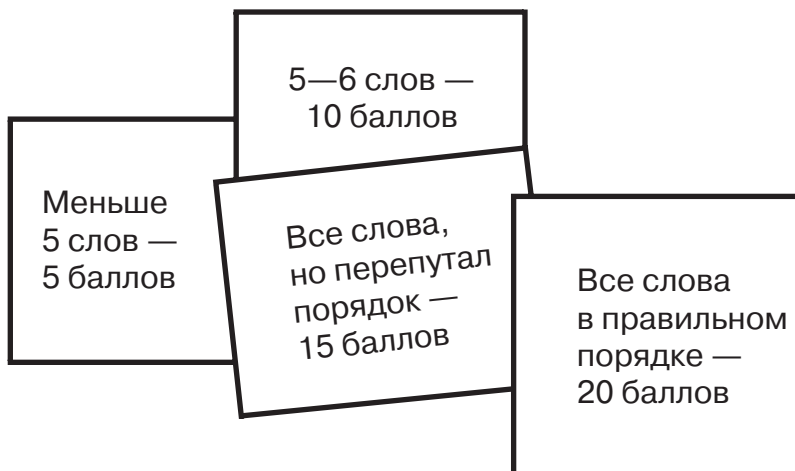 5—6 слов —
10 баллов
Меньше
5 слов —
5 баллов
Все слова,
но перепутал
порядок —
15 баллов
Все слова
в правильном
порядке —
20 баллов